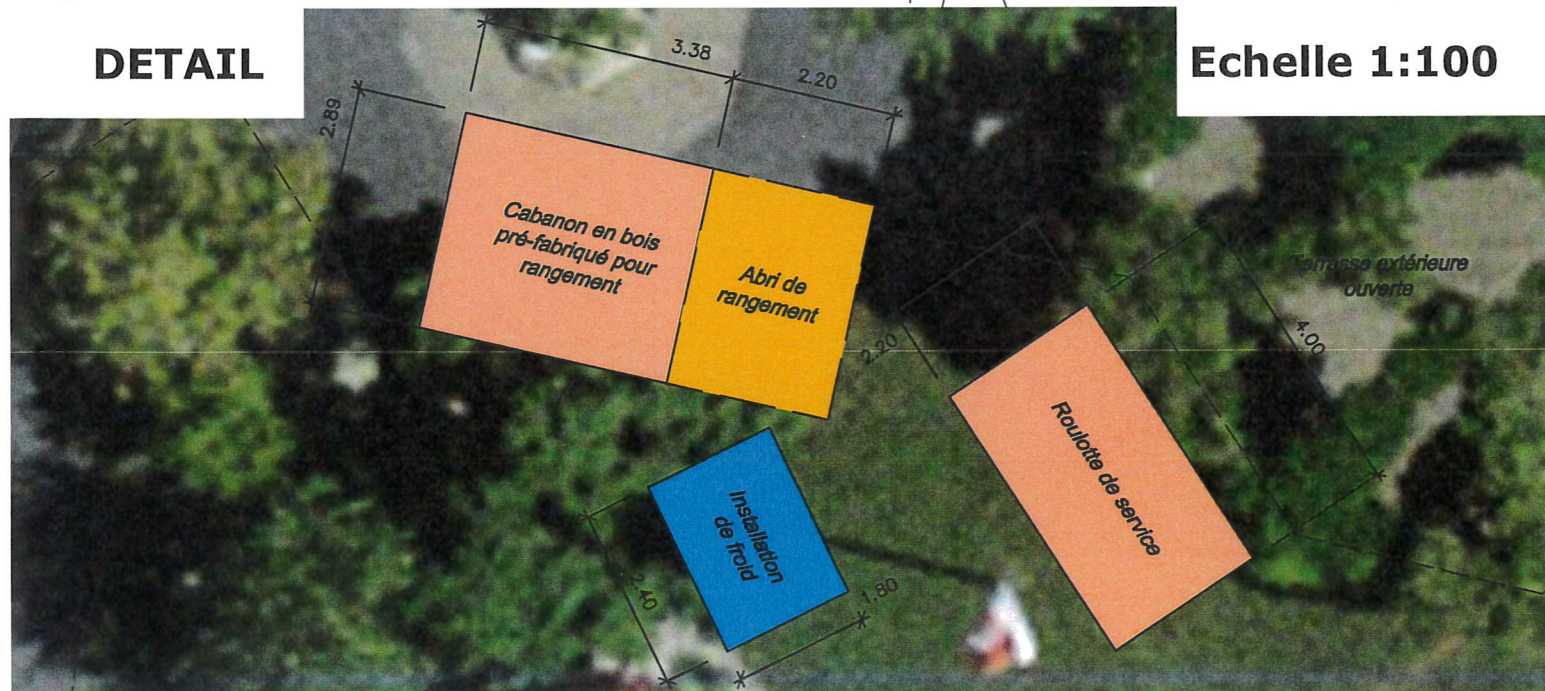 DETAIL
Echelle 1:100
3.38
2.20
2.89
Cabanon en bois
pré-fabriqué pour
rangement
Abri de
rangement
Terrasse extérieure
ouverte
4.00
2.20
Roulotte de service
Installation
de froid
2.40
1.80